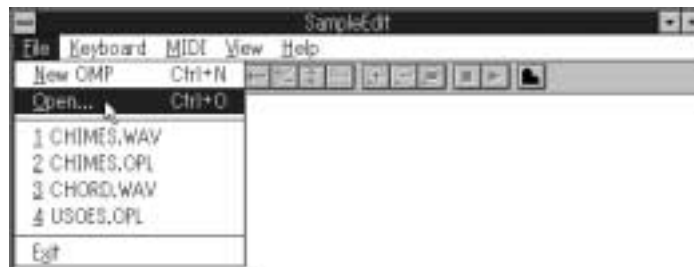 SampleEdit
File Keyboard MIDI View Help
New OMP Ctrl+N
Open... Ctrl+O
1 CHIMES.WAV
2 CHIMES.OPL
3 CHORD.WAV
4 USOES.OPL
Exit